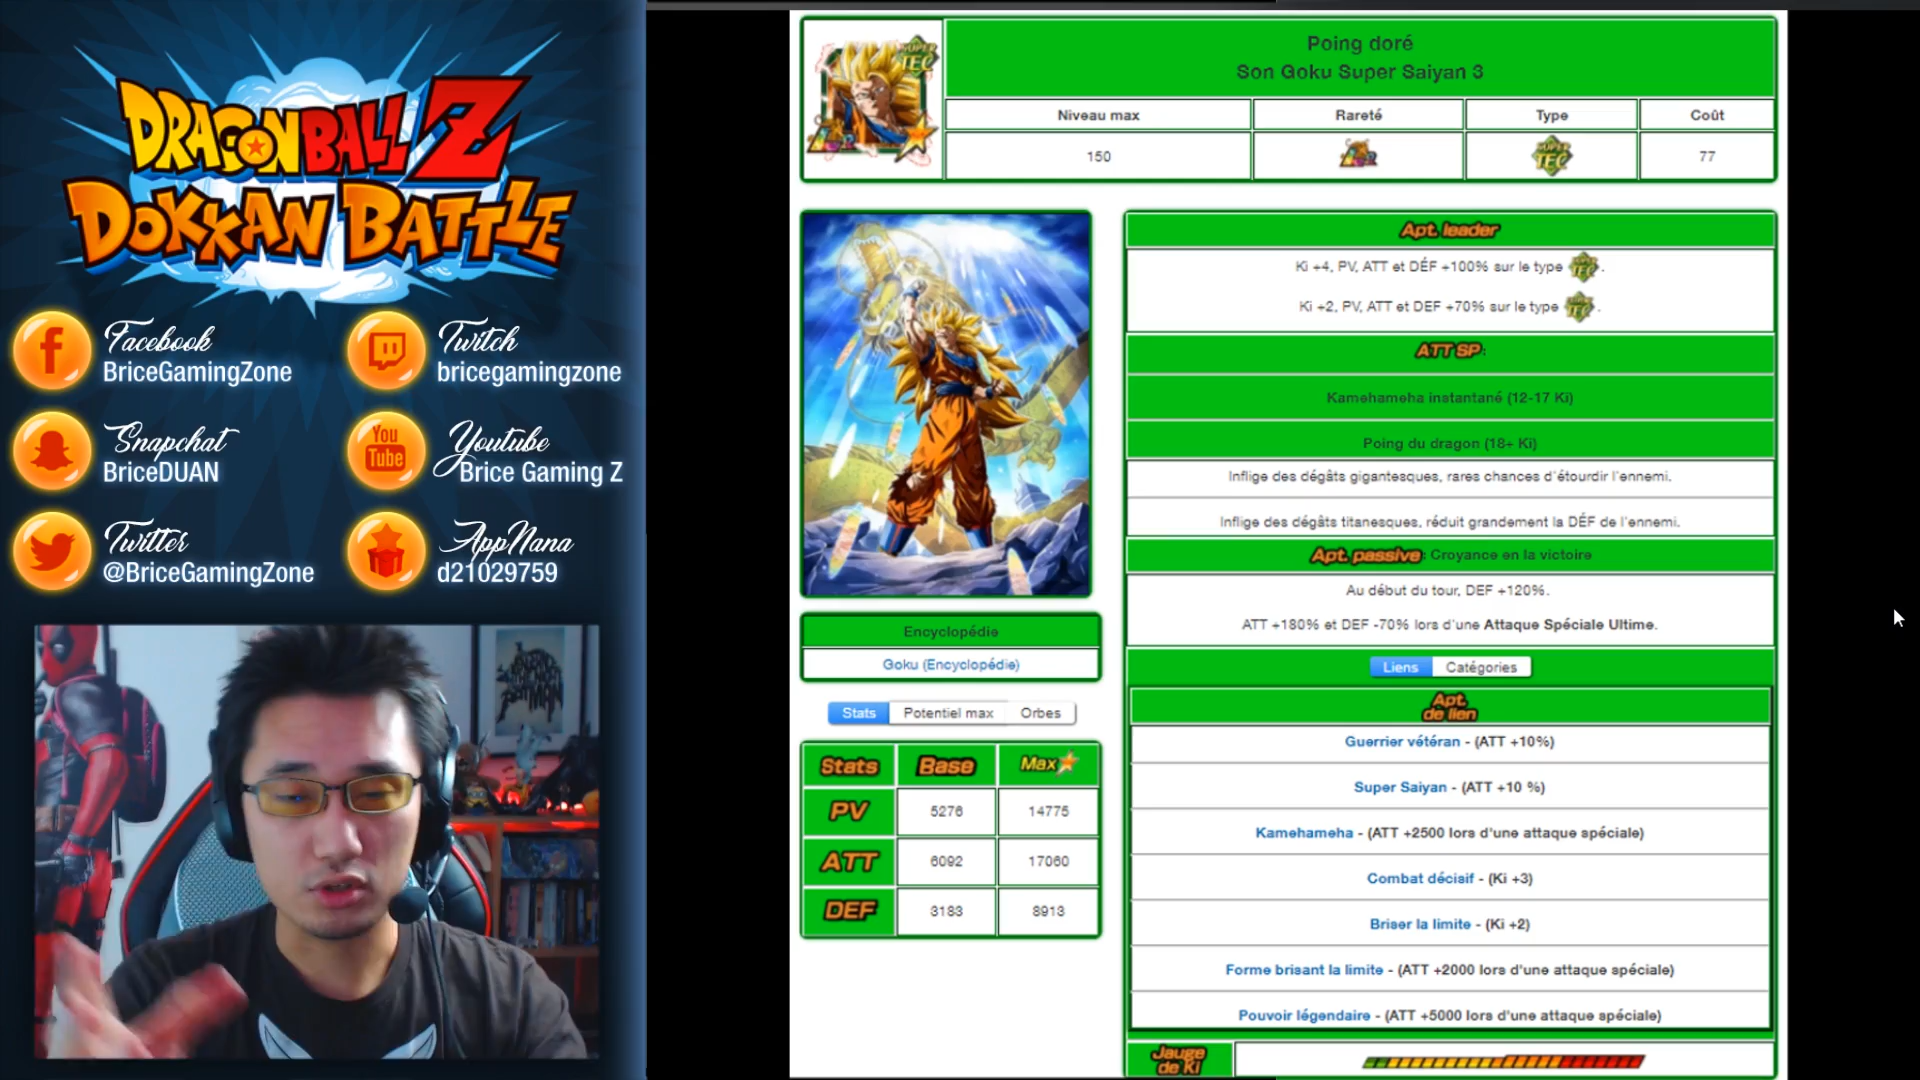 DRAGON BALL Z
DOKKAN BATTLE
Facebook
BriceGamingZone
Twitch
bricegamingzone
Snapchat
BriceDUAN
You
Tube
Youtube
Brice Gaming Z
Twitter
@BriceGamingZone
AppNana
d21029759
SUPER
TEC
Poing doré
Son Goku Super Saiyan 3
Niveau max
Rareté
Type
Coût
150
SUPER
TEC
77
Apt. leader
Ki +4, PV, ATT et DÉF +100% sur le type TEC.
Ki +2, PV, ATT et DEF +70% sur le type TEC.
ATT SP:
Kamehameha instantané (12-17 Ki)
Poing du dragon (18+ Ki)
Inflige des dégâts gigantesques, rares chances d'étourdir l'ennemi.
Inflige des dégâts titanesques, réduit grandement la DÉF de l'ennemi.
Apt. passive: Croyance en la victoire
Au début du tour, DEF +120%.
ATT +180% et DEF -70% lors d'une Attaque Spéciale Ultime.
Liens
Catégories
Apt.
de lien
Guerrier vétéran - (ATT +10%)
Super Saiyan - (ATT +10 %)
Kamehameha - (ATT +2500 lors d'une attaque spéciale)
Combat décisif - (Ki +3)
Briser la limite - (Ki +2)
Forme brisant la limite - (ATT +2000 lors d'une attaque spéciale)
Pouvoir légendaire - (ATT +5000 lors d'une attaque spéciale)
Jauge
de Ki
Encyclopédie
Goku (Encyclopédie)
Stats
Potentiel max
Orbes
Stats
Base
Max
PV
5276
14775
ATT
6092
17060
DEF
3183
8913